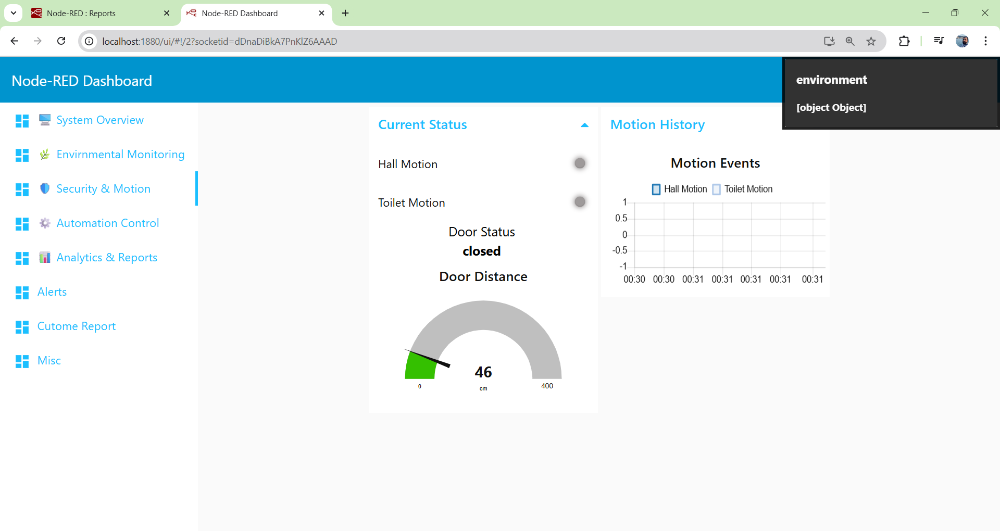 Node-RED : Reports
Node-RED Dashboard
localhost:1880/ui/#!/2?socketid=dDnaDiBkA7PnKlZ6AAAD
Node-RED Dashboard
environment
[object Object]
System Overview
Envirnmental Monitoring
Security & Motion
Automation Control
Analytics & Reports
Alerts
Cutome Report
Misc
Current Status
Hall Motion
Toilet Motion
Door Status
closed
Door Distance
46
cm
0
400
Motion History
Motion Events
Hall Motion Toilet Motion
1
0.5
0
-0.5
-1
00:30 00:30 00:31 00:31 00:31 00:31 00:31